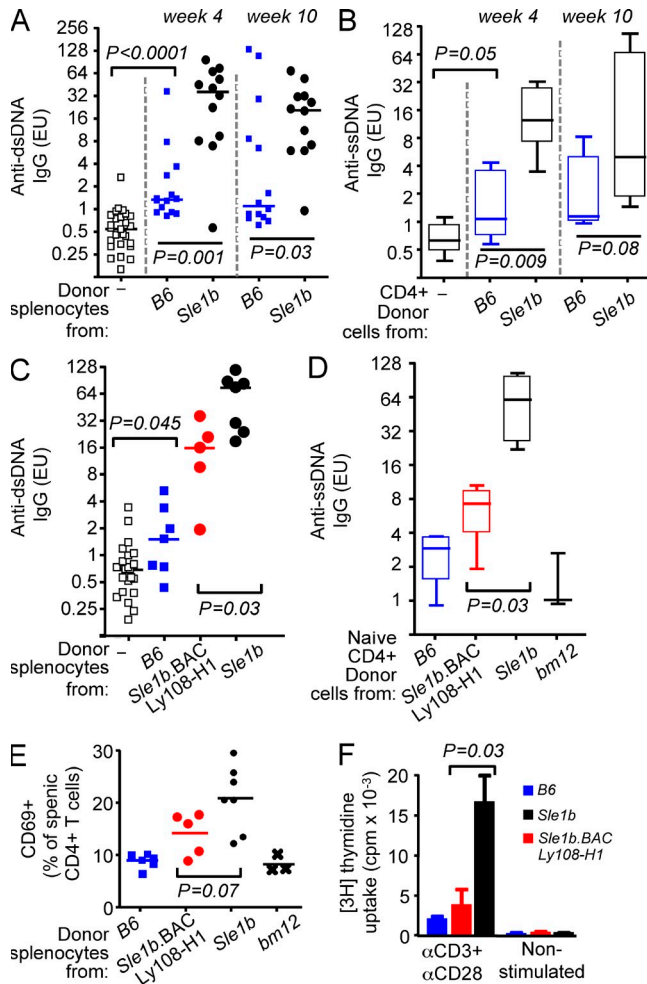 A
week 4
week 10
Anti-dsDNA
IgG (EU)
256
128
64
32
16
8
4
2
1
0.5
0.25
P<0.0001
P=0.001
P=0.03
Donor
splenocytes
from:
–
B6
Sle1b
B6
Sle1b
B
week 4
week 10
Anti-ssDNA
IgG (EU)
128
64
32
16
8
4
2
1
0.5
P=0.05
P=0.009
P=0.08
CD4+
Donor
cells from:
–
B6
Sle1b
B6
Sle1b
C
Anti-dsDNA
IgG (EU)
128
64
32
16
8
4
2
1
0.5
0.25
P=0.045
P=0.03
Donor
splenocytes
from:
–
B6
Sle1b.BAC
Ly108-H1
Sle1b
D
Anti-ssDNA
IgG (EU)
128
64
32
16
8
4
2
1
P=0.03
Naive
CD4+
Donor
cells from:
B6
Sle1b.BAC
Ly108-H1
Sle1b
bm12
E
CD69+
(% of spenic
CD4+ T cells)
30
20
10
0
P=0.07
Donor
splenocytes
from:
B6
Sle1b.BAC
Ly108-H1
Sle1b
bm12
F
[3H] thymidine
uptake (cpm x 10-3)
20
15
10
5
0
P=0.03
B6
Sle1b
Sle1b.BAC
Ly108-H1
αCD3+
αCD28
Non-
stimulated